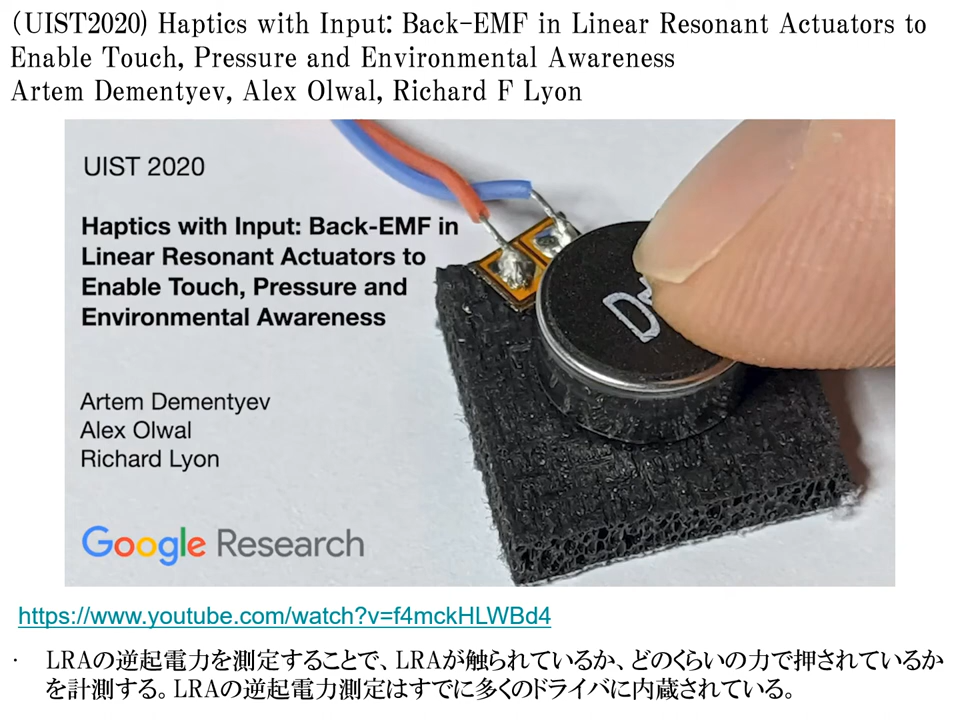 (UIST2020) Haptics with Input: Back-EMF in Linear Resonant Actuators to
Enable Touch, Pressure and Environmental Awareness
Artem Dementyev, Alex Olwal, Richard F Lyon
UIST 2020
Haptics with Input: Back-EMF in
Linear Resonant Actuators to
Enable Touch, Pressure and
Environmental Awareness
Artem Dementyev
Alex Olwal
Richard Lyon
Google Research
https://www.youtube.com/watch?v=f4mckHLWBd4
・ LRAの逆起電力を測定することで、LRAが触られているか、どのくらいの力で押されているか
を計測する。LRAの逆起電力測定はすでに多くのドライバに内蔵されている。